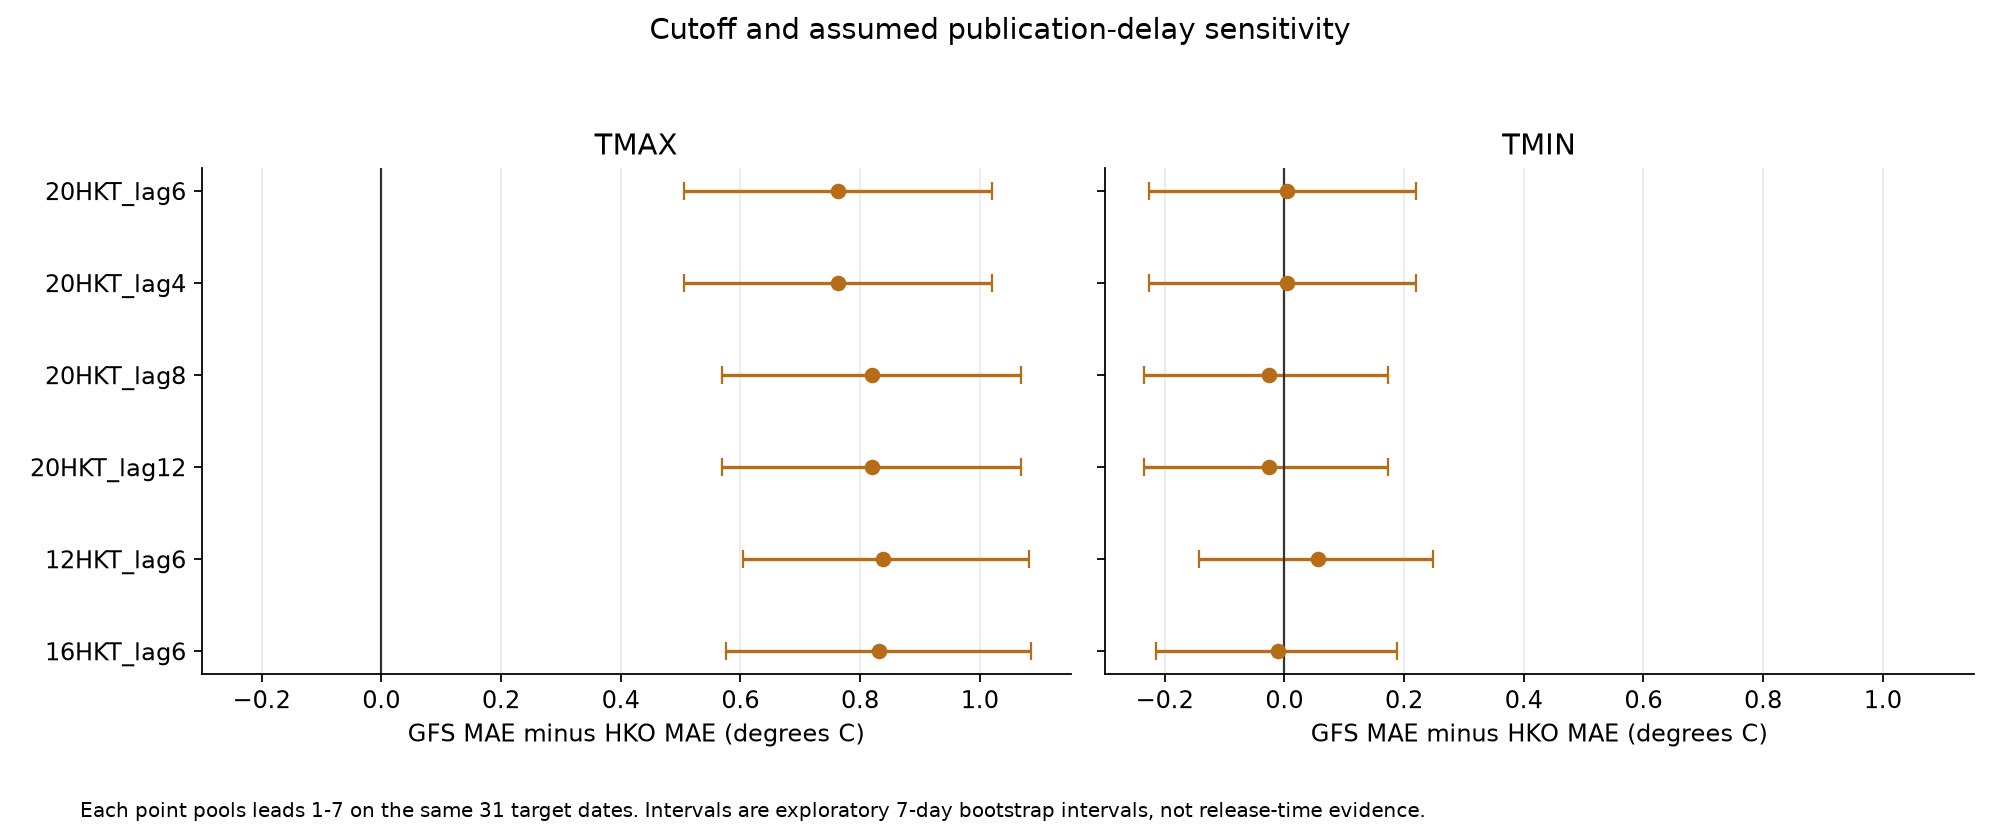 Cutoff and assumed publication-delay sensitivity
TMAX
TMIN
20HKT_lag6
20HKT_lag4
20HKT_lag8
20HKT_lag12
12HKT_lag6
16HKT_lag6
−0.2 0.0 0.2 0.4 0.6 0.8 1.0
−0.2 0.0 0.2 0.4 0.6 0.8 1.0
GFS MAE minus HKO MAE (degrees C)
GFS MAE minus HKO MAE (degrees C)
Each point pools leads 1-7 on the same 31 target dates. Intervals are exploratory 7-day bootstrap intervals, not release-time evidence.